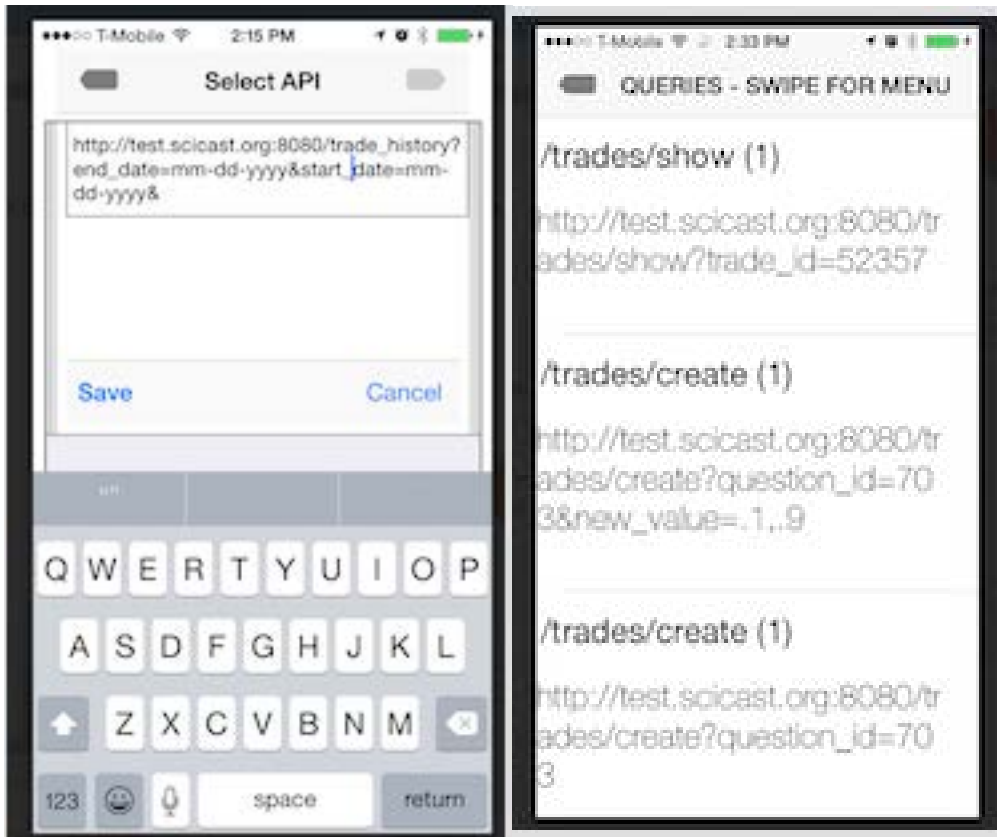 T-Mobile 2:15 PM
Select API
http://test.scicast.org:8080/trade_history?
end_date=mm-dd-yyyy&start_date=mm-
dd-yyyy&
Save Cancel
Q W E R T Y U I O P
A S D F G H J K L
Z X C V B N M
123 space return
T-Mobile 2:33 PM
QUERIES - SWIPE FOR MENU
/trades/show (1)
http://test.scicast.org:8080/tr
ades/show?trade_id=52357
/trades/create (1)
http://test.scicast.org:8080/tr
ades/create?question_id=70
3&new_value=.1,.9
/trades/create (1)
http://test.scicast.org:8080/tr
ades/create?question_id=70
3